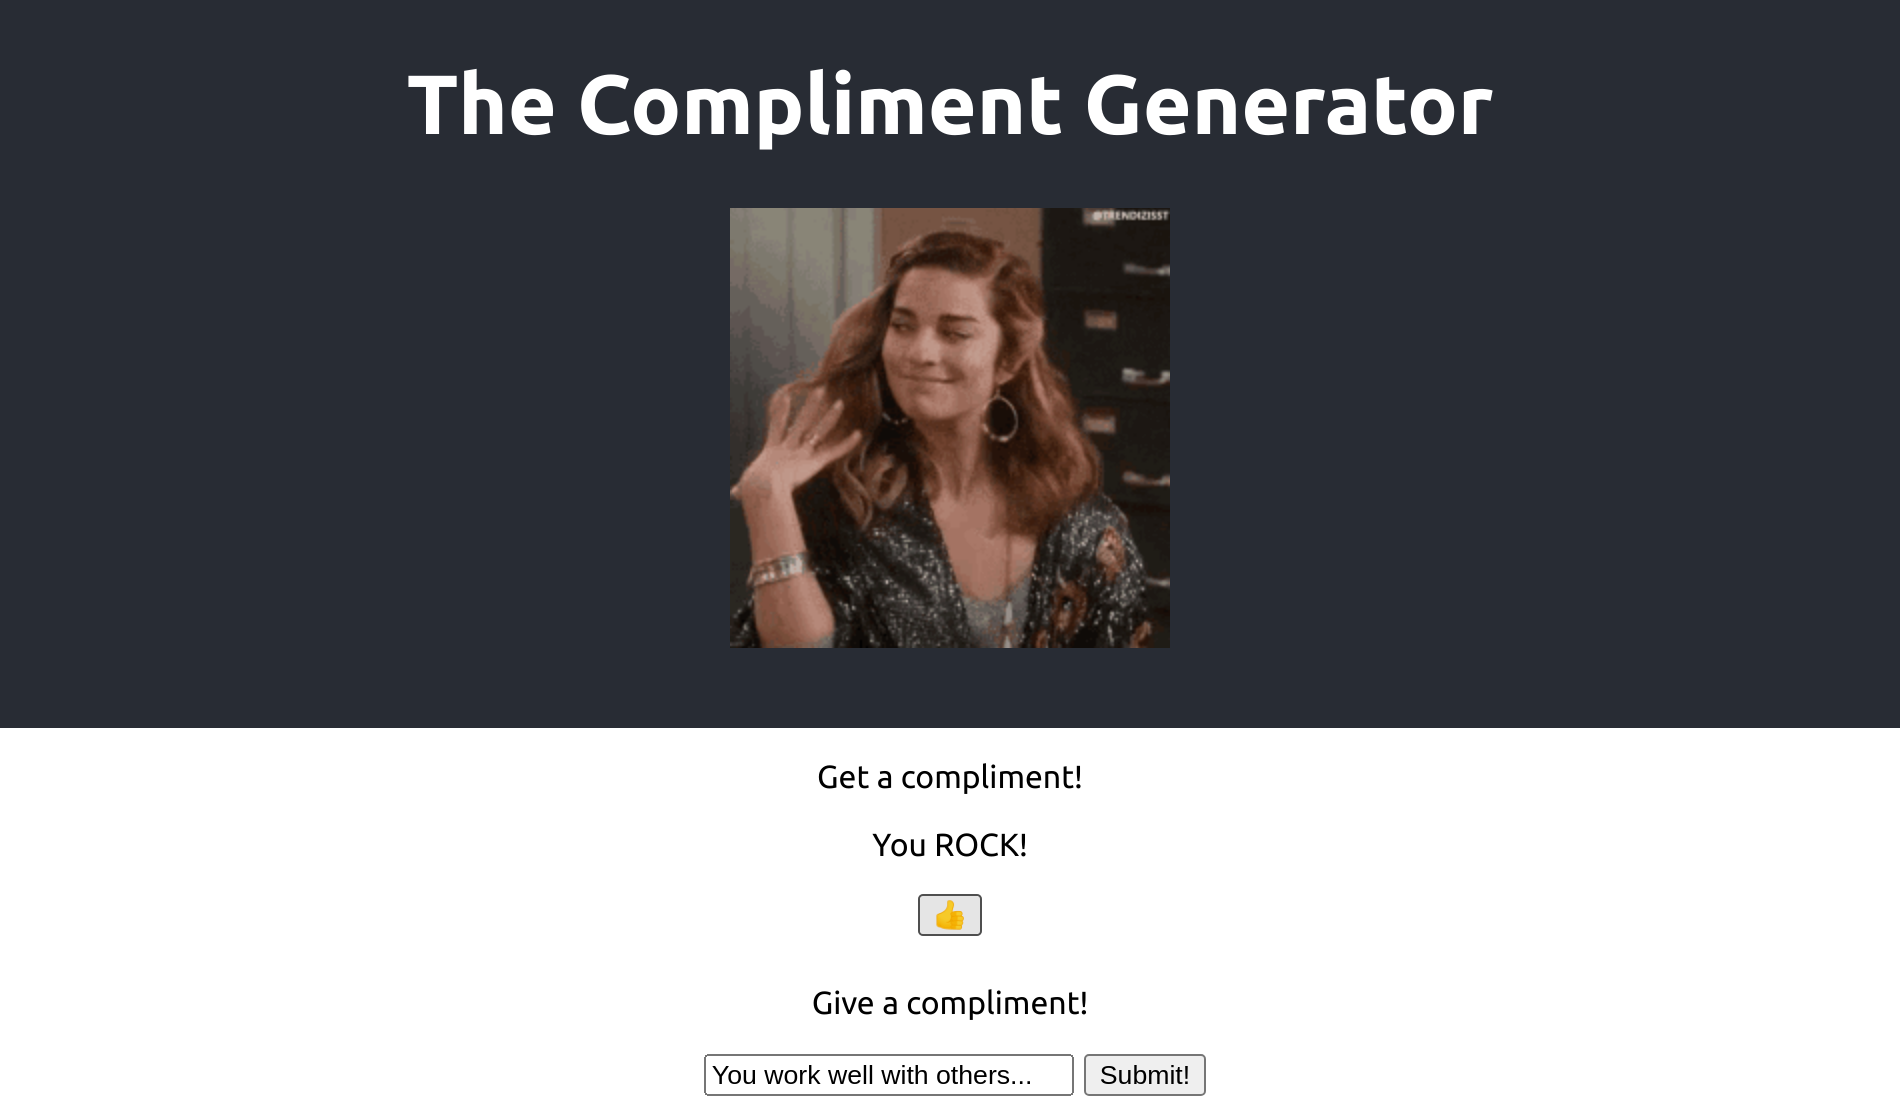 The Compliment Generator
@TRENDIZISST
Get a compliment!
You ROCK!
Give a compliment!
You work well with others...
Submit!